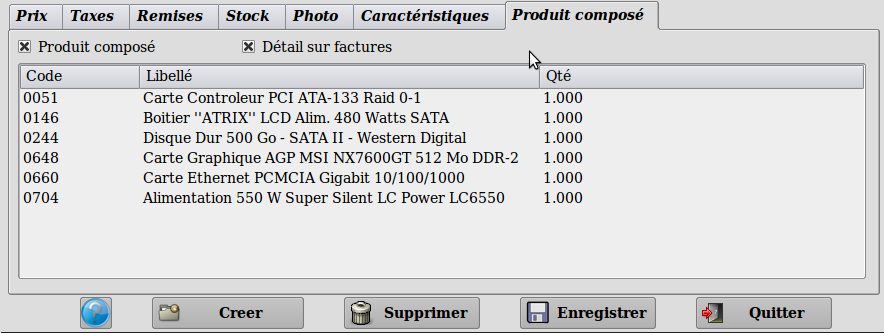 Prix Taxes Remises Stock Photo Caractéristiques Produit composé
Produit composé Détail sur factures
Code Libellé Qté
0051 Carte Controleur PCI ATA-133 Raid 0-1 1.000
0146 Boitier ''ATRIX'' LCD Alim. 480 Watts SATA 1.000
0244 Disque Dur 500 Go - SATA II - Western Digital 1.000
0648 Carte Graphique AGP MSI NX7600GT 512 Mo DDR-2 1.000
0660 Carte Ethernet PCMCIA Gigabit 10/100/1000 1.000
0704 Alimentation 550 W Super Silent LC Power LC6550 1.000
Creer Supprimer Enregistrer Quitter